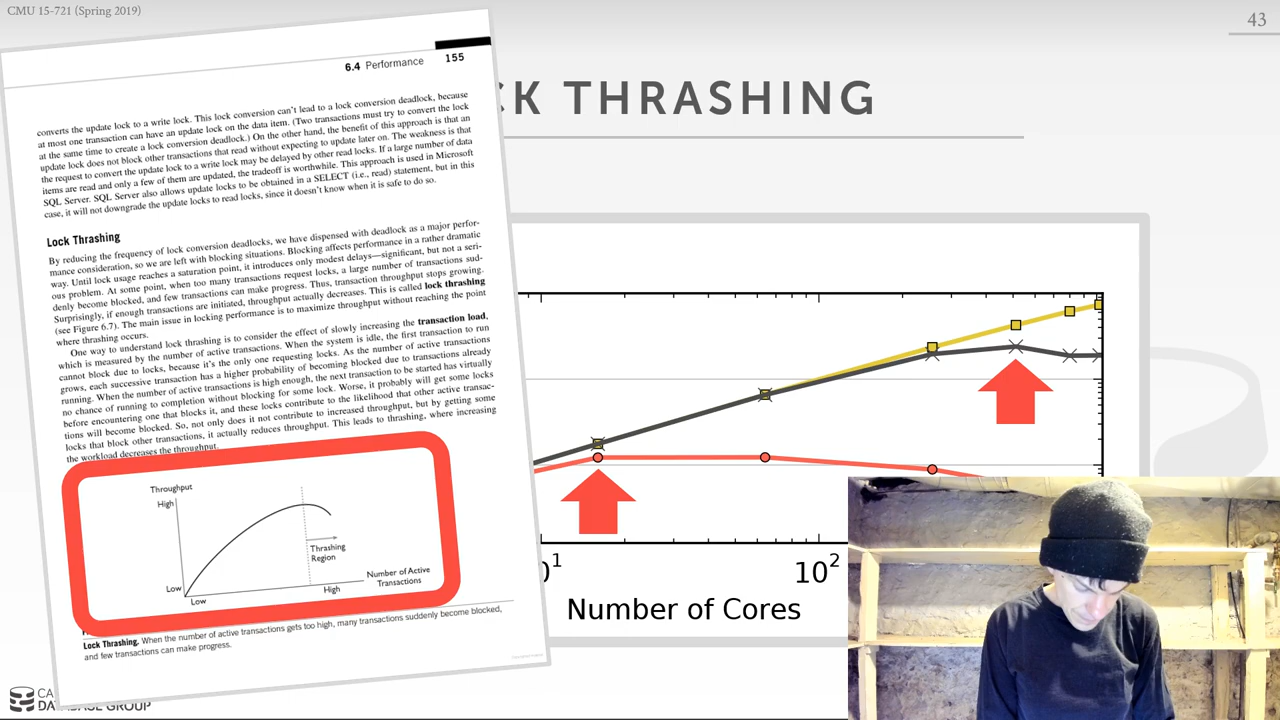 CMU 15-721 (Spring 2019)
43
CK THRASHING
6.4 Performance 155
converts the update lock to a write lock. This lock conversion can't lead to a lock conversion deadlock, because
at most one transaction can have an update lock on the data item. (Two transactions must try to convert the lock
at the same time to create a lock conversion deadlock.) On the other hand, the benefit of this approach is that an
update lock does not block other transactions that read without expecting to update later on. The weakness is that
the request to convert the update lock to a write lock may be delayed by other read locks. If a large number of data
items are read and only a few of them are updated, the tradeoff is worthwhile. This approach is used in Microsoft
SQL Server. SQL Server also allows update locks to be obtained in a SELECT (i.e., read) statement, but in this
case, it will not downgrade the update locks to read locks, since it doesn't know when it is safe to do so.
Lock Thrashing
By reducing the frequency of lock conversion deadlocks, we have dispensed with deadlock as a major perfor-
mance consideration, so we are left with blocking situations. Blocking affects performance in a rather dramatic
way. Until lock usage reaches a saturation point, it introduces only modest delays—significant, but not a seri-
ous problem. At some point, when too many transactions request locks, a large number of transactions sud-
denly become blocked, and few transactions can make progress. Thus, transaction throughput stops growing.
Surprisingly, if enough transactions are initiated, throughput actually decreases. This is called lock thrashing
(see Figure 6.7). The main issue in locking performance is to maximize throughput without reaching the point
where thrashing occurs.
One way to understand lock thrashing is to consider the effect of slowly increasing the transaction load,
which is measured by the number of active transactions. When the system is idle, the first transaction to run
cannot block due to locks, because it's the only one requesting locks. As the number of active transactions
grows, each successive transaction has a higher probability of becoming blocked due to transactions already
running. When the number of active transactions is high enough, the next transaction to be started has virtually
no chance of running to completion without blocking for some lock. Worse, it probably will get some locks
before encountering one that blocks it, and these locks contribute to the likelihood that other active transac-
tions will become blocked. So, not only does it not contribute to increased throughput, but by getting some
locks that block other transactions, it actually reduces throughput. This leads to thrashing, where increasing
the workload decreases the throughput.
Throughput
High
Thrashing
Region
Low
Low
High
Number of Active
Transactions
Lock Thrashing. When the number of active transactions gets too high, many transactions suddenly become blocked,
and few transactions can make progress.
0¹
10²
Number of Cores
CA
DATABASE GROUP